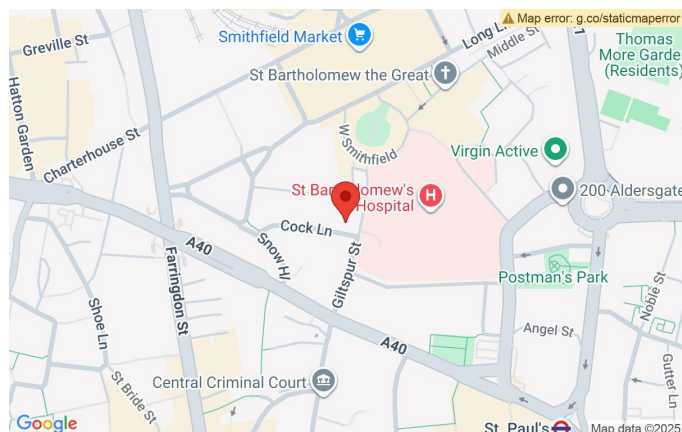 Map error: g.co/staticmaperror
Greville St
Smithfield Market
Long Ln
Middle St
Thomas
More Garden
(Residents)
St Bartholomew the Great
Hatton Garden
Charterhouse St
W Smithfield
Virgin Active
St Bartholomew's
Hospital
200 Aldersgate
Cock Ln
A40
Snow Hl
Giltspur St
Farringdon St
Postman's Park
Noble St
Shoe Ln
Angel St
A40
St Bride St
Central Criminal Court
Gutter Ln
Google
St. Paul's
Map data ©2025